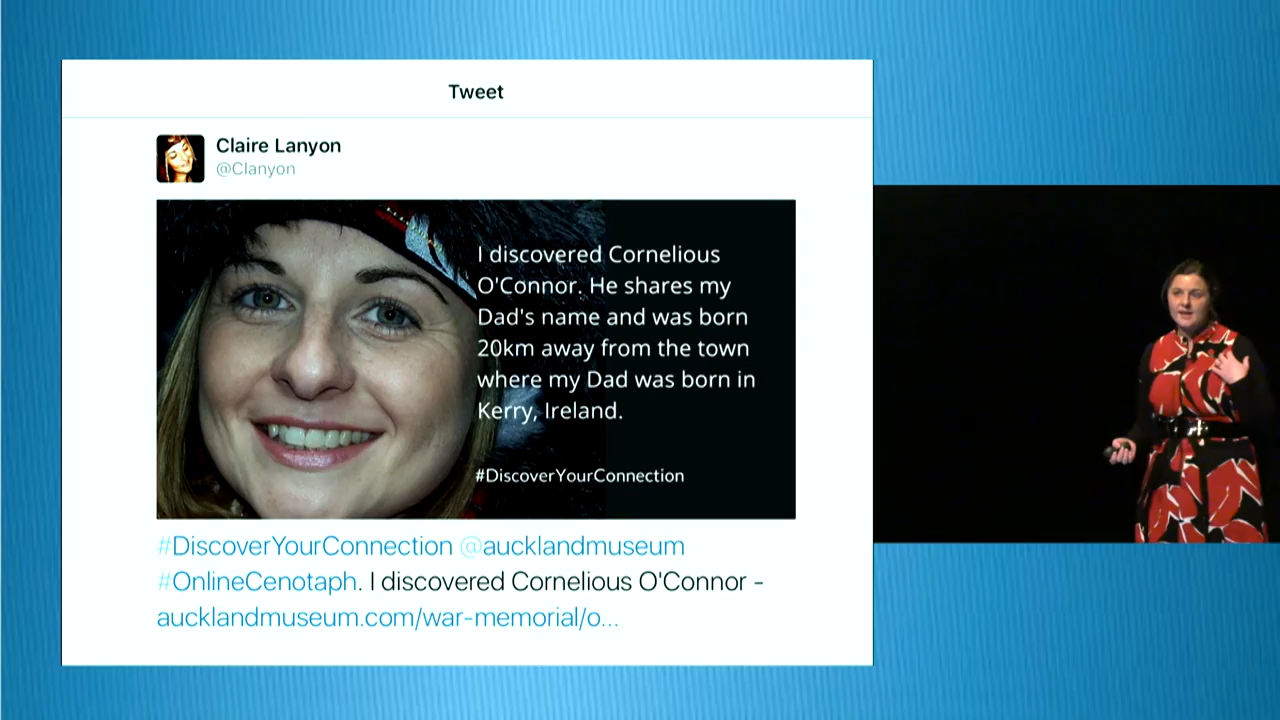 Tweet
Claire Lanyon
@Clanyon
I discovered Cornelious
O'Connor. He shares my
Dad's name and was born
20km away from the town
where my Dad was born in
Kerry, Ireland.
#DiscoverYourConnection
#DiscoverYourConnection @aucklandmuseum
#OnlineCenotaph. I discovered Cornelious O'Connor -
aucklandmuseum.com/war-memorial/o...